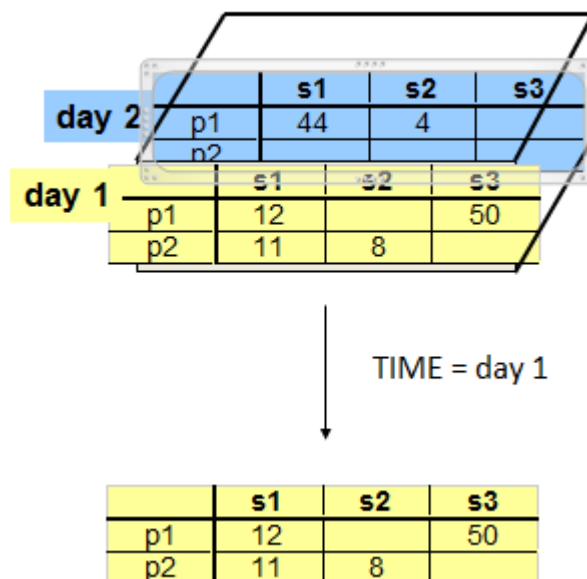 s1 s2 s3
day 2 p1 44 4
p2
day 1 s1 s2 s3
p1 12 50
p2 11 8
TIME = day 1
s1 s2 s3
p1 12 50
p2 11 8